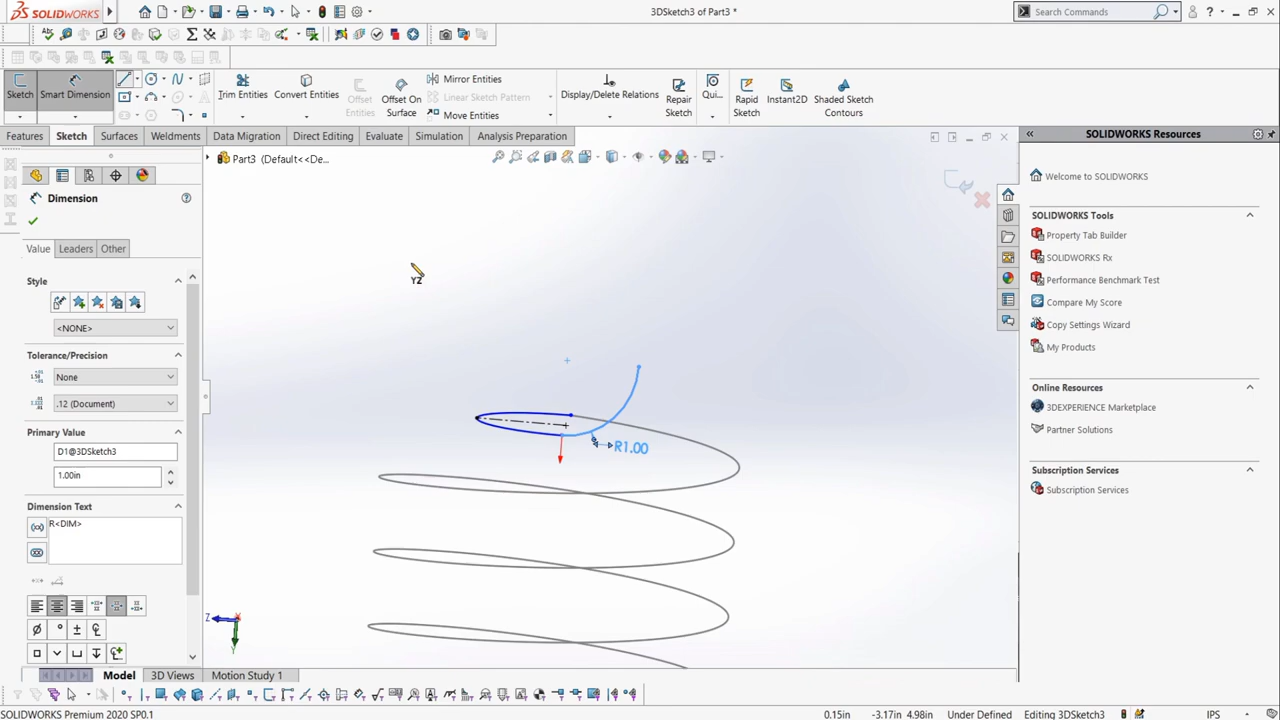 SOLIDWORKS
3DSketch3 of Part3 *
Search Commands
Sketch
Smart Dimension
Trim Entities
Convert Entities
Offset Entities
Offset On Surface
Mirror Entities
Linear Sketch Pattern
Move Entities
Display/Delete Relations
Repair Sketch
Qui...
Rapid Sketch
Instant2D
Shaded Sketch Contours
Features
Sketch
Surfaces
Weldments
Data Migration
Direct Editing
Evaluate
Simulation
Analysis Preparation
SOLIDWORKS Resources
Part3 (Default<<De...
Dimension
Value
Leaders
Other
Style
<NONE>
Tolerance/Precision
None
.12 (Document)
Primary Value
D1@3DSketch3
1.00in
Dimension Text
R<DIM>
YZ
R1.00
Z
Y
X
Welcome to SOLIDWORKS
SOLIDWORKS Tools
Property Tab Builder
SOLIDWORKS Rx
Performance Benchmark Test
Compare My Score
Copy Settings Wizard
My Products
Online Resources
3DEXPERIENCE Marketplace
Partner Solutions
Subscription Services
Subscription Services
Model
3D Views
Motion Study 1
SOLIDWORKS Premium 2020 SP0.1
0.15in
-3.17in 4.98in
Under Defined
Editing 3DSketch3
IPS